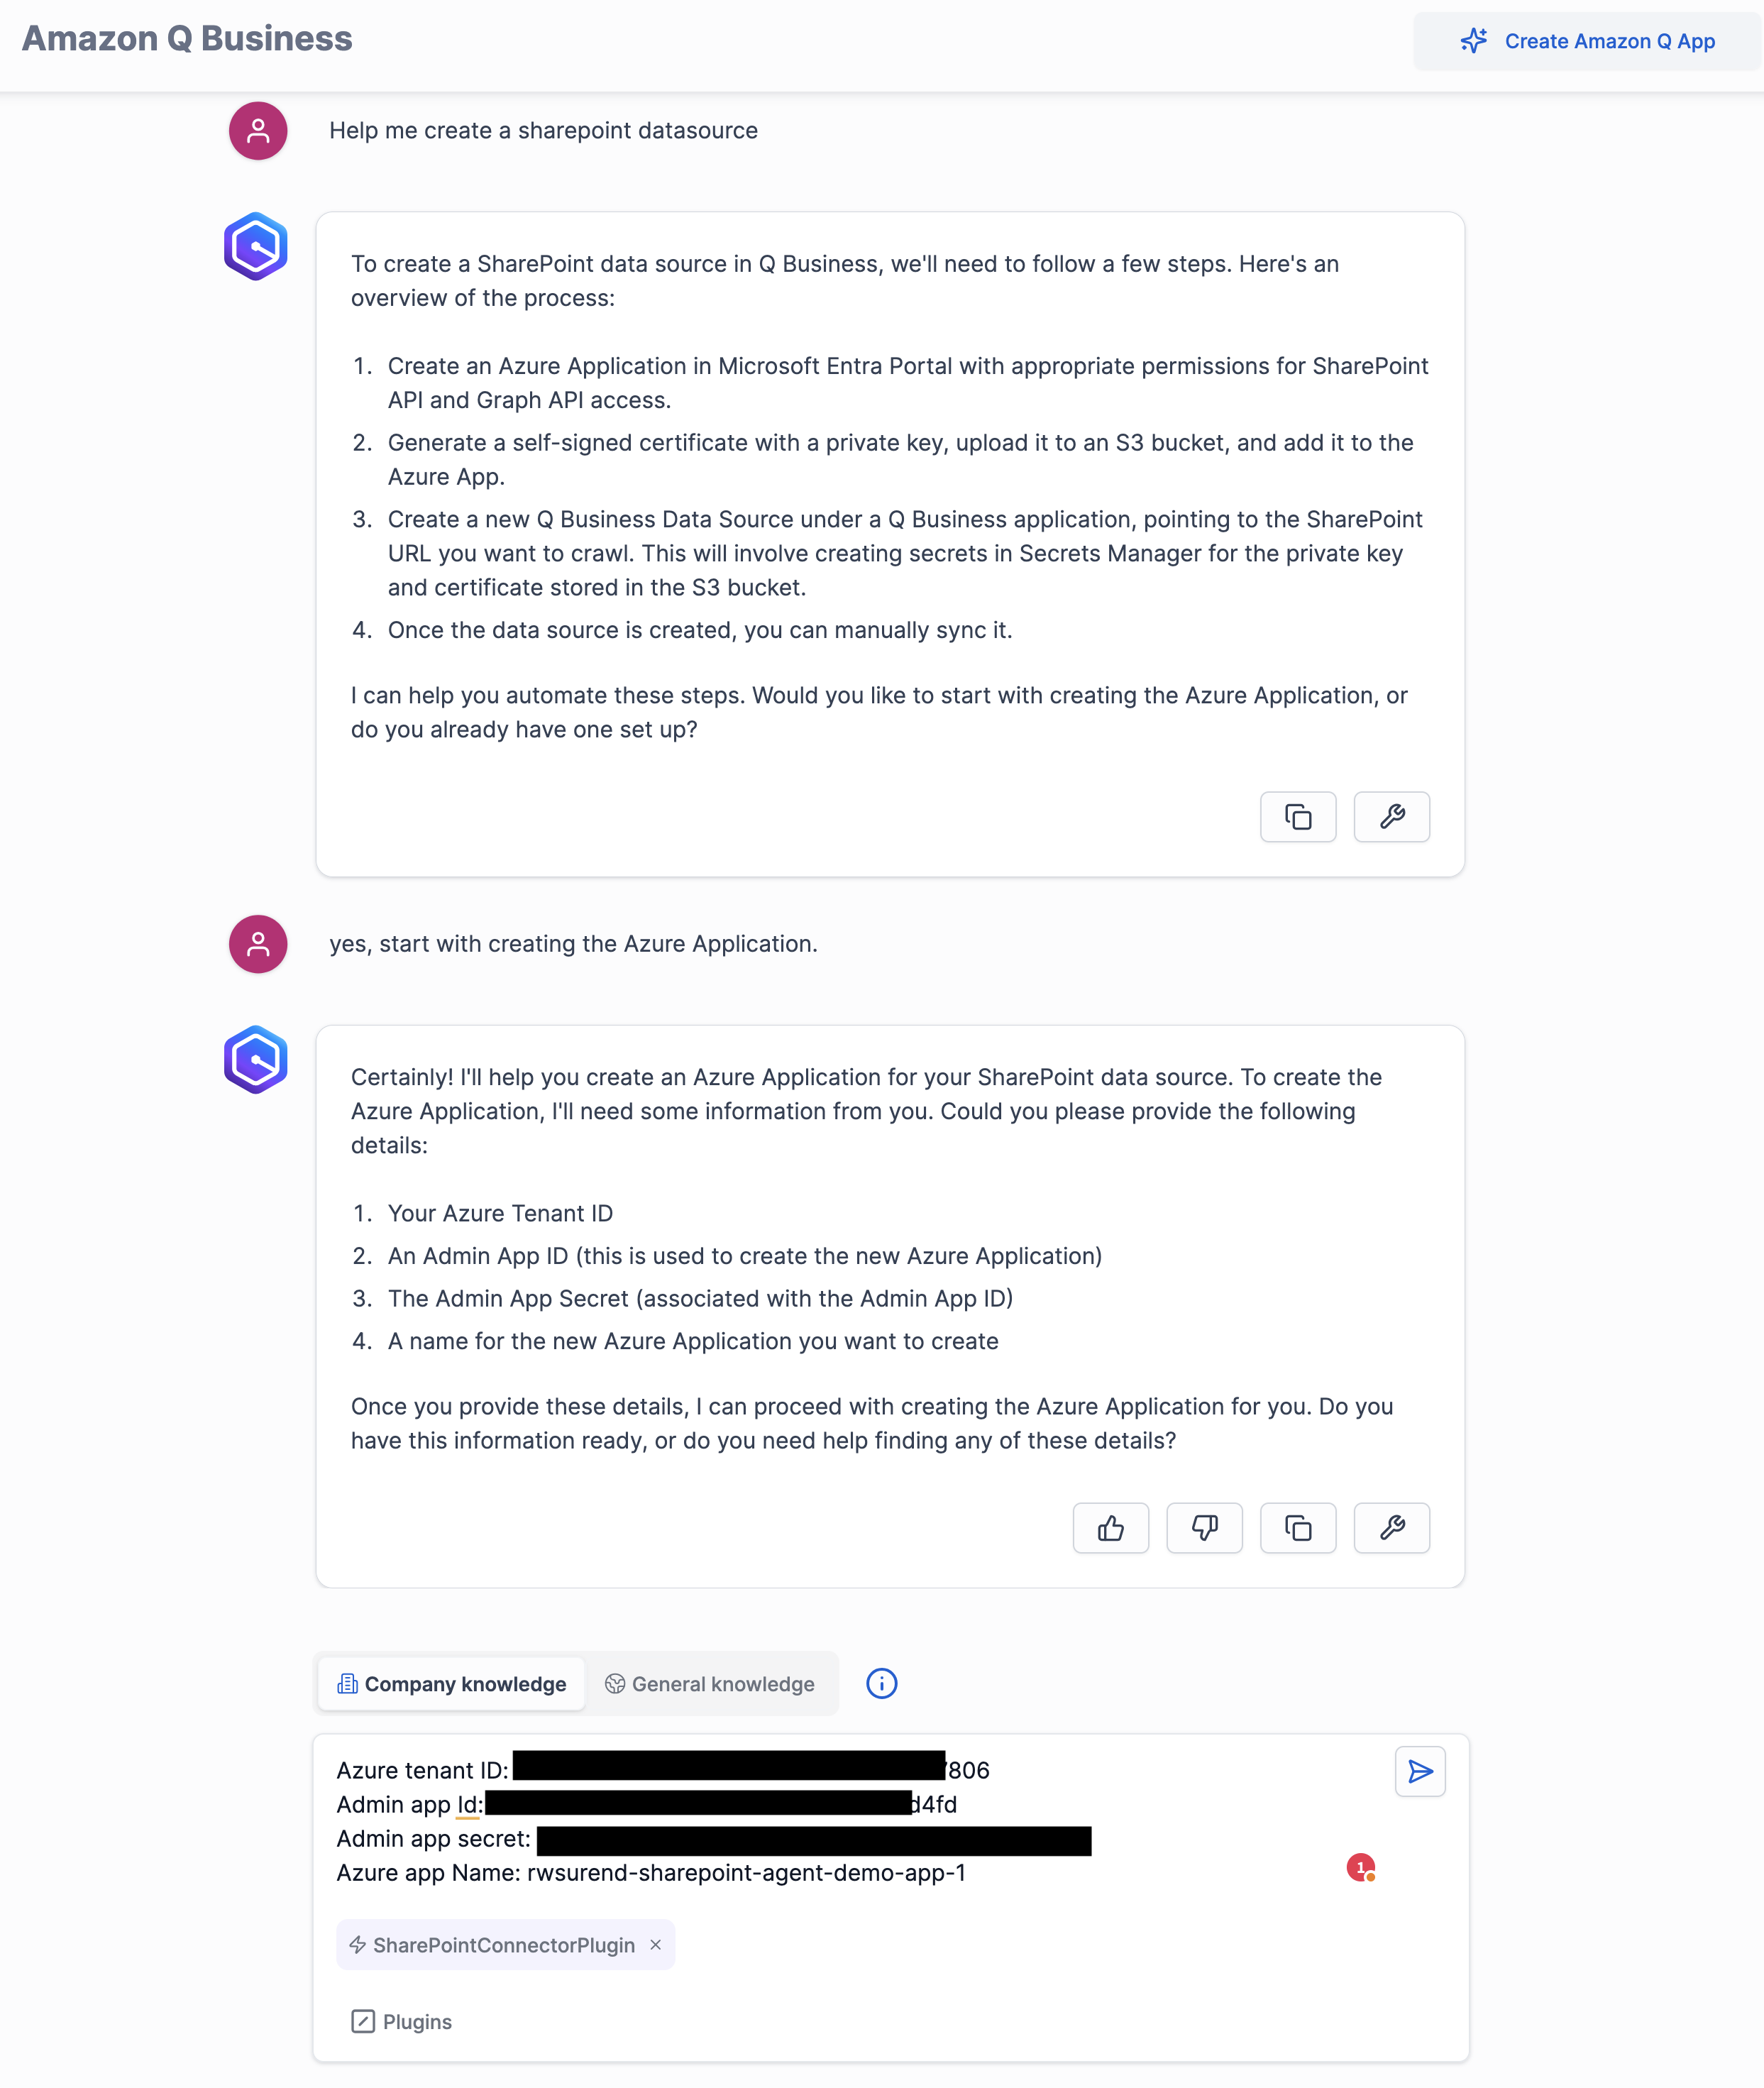 Amazon Q Business
Create Amazon Q App
Help me create a sharepoint datasource
To create a SharePoint data source in Q Business, we'll need to follow a few steps. Here's an
overview of the process:
1. Create an Azure Application in Microsoft Entra Portal with appropriate permissions for SharePoint
API and Graph API access.
2. Generate a self-signed certificate with a private key, upload it to an S3 bucket, and add it to the
Azure App.
3. Create a new Q Business Data Source under a Q Business application, pointing to the SharePoint
URL you want to crawl. This will involve creating secrets in Secrets Manager for the private key
and certificate stored in the S3 bucket.
4. Once the data source is created, you can manually sync it.
I can help you automate these steps. Would you like to start with creating the Azure Application, or
do you already have one set up?
yes, start with creating the Azure Application.
Certainly! I'll help you create an Azure Application for your SharePoint data source. To create the
Azure Application, I'll need some information from you. Could you please provide the following
details:
1. Your Azure Tenant ID
2. An Admin App ID (this is used to create the new Azure Application)
3. The Admin App Secret (associated with the Admin App ID)
4. A name for the new Azure Application you want to create
Once you provide these details, I can proceed with creating the Azure Application for you. Do you
have this information ready, or do you need help finding any of these details?
Company knowledge General knowledge
Azure tenant ID: 806
Admin app Id: d4fd
Admin app secret:
Azure app Name: rwsurend-sharepoint-agent-demo-app-1
1
SharePointConnectorPlugin
Plugins